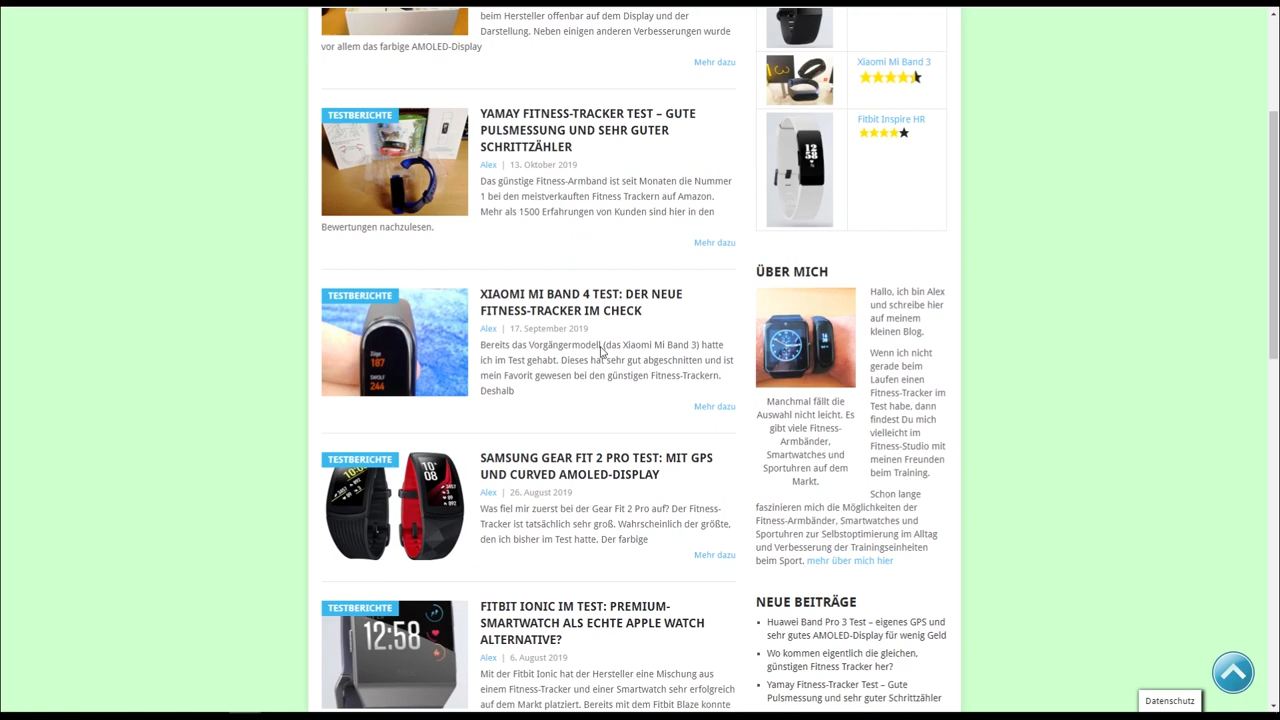 beim Hersteller offenbar auf dem Display und der
Darstellung. Neben einigen anderen Verbesserungen wurde
vor allem das farbige AMOLED-Display
Mehr dazu
TESTBERICHTE
YAMAY FITNESS-TRACKER TEST – GUTE
PULSMESSUNG UND SEHR GUTER
SCHRITTZÄHLER
Alex | 13. Oktober 2019
Das günstige Fitness-Armband ist seit Monaten die Nummer
1 bei den meistverkauften Fitness Trackern auf Amazon.
Mehr als 1500 Erfahrungen von Kunden sind hier in den
Bewertungen nachzulesen.
Mehr dazu
TESTBERICHTE
Züge
187
SWOLF
244
XIAOMI MI BAND 4 TEST: DER NEUE
FITNESS-TRACKER IM CHECK
Alex | 17. September 2019
Bereits das Vorgängermodell (das Xiaomi Mi Band 3) hatte
ich im Test gehabt. Dieses hat sehr gut abgeschnitten und ist
mein Favorit gewesen bei den günstigen Fitness-Trackern.
Deshalb
Mehr dazu
TESTBERICHTE
10:08
SAMSUNG GEAR FIT 2 PRO TEST: MIT GPS
UND CURVED AMOLED-DISPLAY
Alex | 26. August 2019
Was fiel mir zuerst bei der Gear Fit 2 Pro auf? Der Fitness-
Tracker ist tatsächlich sehr groß. Wahrscheinlich der größte,
den ich bisher im Test hatte. Der farbige
Mehr dazu
TESTBERICHTE
12:58
FITBIT IONIC IM TEST: PREMIUM-
SMARTWATCH ALS ECHTE APPLE WATCH
ALTERNATIVE?
Alex | 6. August 2019
Mit der Fitbit Ionic hat der Hersteller eine Mischung aus
einem Fitness-Tracker und einer Smartwatch sehr erfolgreich
auf dem Markt platziert. Bereits mit dem Fitbit Blaze konnte
Xiaomi Mi Band 3
Fitbit Inspire HR
12
58
ÜBER MICH
Hallo, ich bin Alex
und schreibe hier
auf meinem
kleinen Blog.
Wenn ich nicht
gerade beim
Laufen einen
Fitness-Tracker im
Test habe, dann
findest Du mich
vielleicht im
Fitness-Studio mit
meinen Freunden
beim Training.
Manchmal fällt die
Auswahl nicht leicht. Es
gibt viele Fitness-
Armbänder,
Smartwatches und
Sportuhren auf dem
Markt.
Schon lange
faszinieren mich die Möglichkeiten der
Fitness-Armbänder, Smartwatches und
Sportuhren zur Selbstoptimierung im Alltag
und Verbesserung der Trainingseinheiten
beim Sport. mehr über mich hier
NEUE BEITRÄGE
Huawei Band Pro 3 Test – eigenes GPS und
sehr gutes AMOLED-Display für wenig Geld
Wo kommen eigentlich die gleichen,
günstigen Fitness Tracker her?
Yamay Fitness-Tracker Test – Gute
Pulsmessung und sehr guter Schrittzähler
Datenschutz